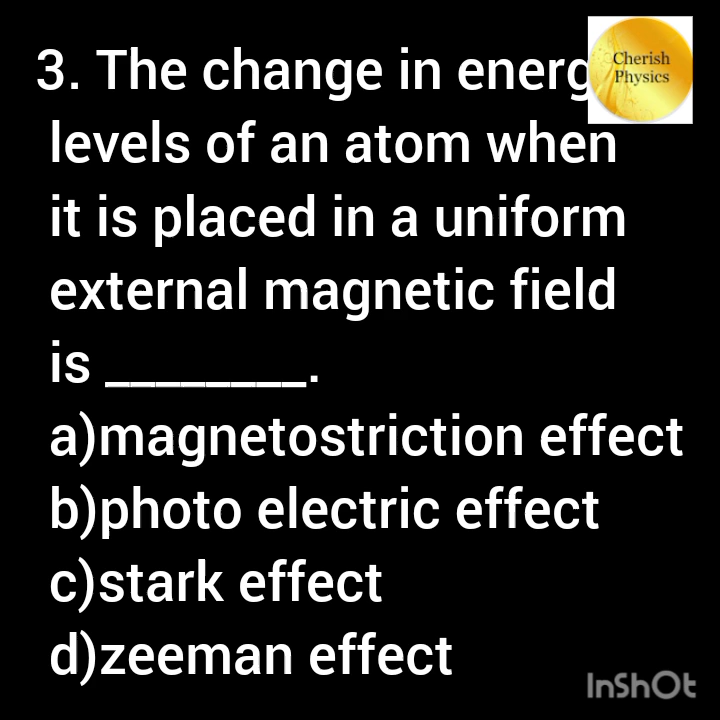 3. The change in energ
levels of an atom when
it is placed in a uniform
external magnetic field
is ________.
a)magnetostriction effect
b)photo electric effect
c)stark effect
d)zeeman effect
Cherish
Physics
InShOt